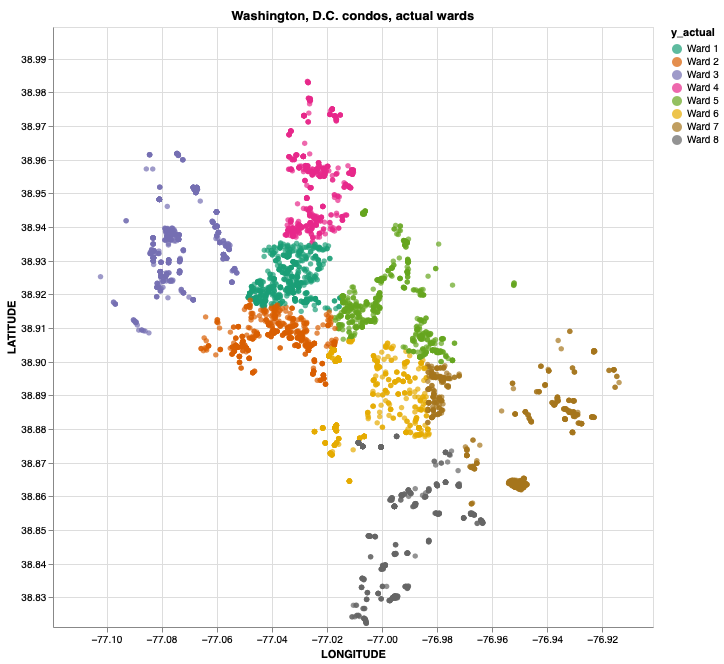 Washington, D.C. condos, actual wards
y_actual
Ward 1
Ward 2
Ward 3
Ward 4
Ward 5
Ward 6
Ward 7
Ward 8
38.99
38.98
38.97
38.96
38.95
38.94
38.93
38.92
38.91
38.90
38.89
38.88
38.87
38.86
38.85
38.84
38.83
LATITUDE
−77.10 −77.08 −77.06 −77.04 −77.02 −77.00 −76.98 −76.96 −76.94 −76.92
LONGITUDE